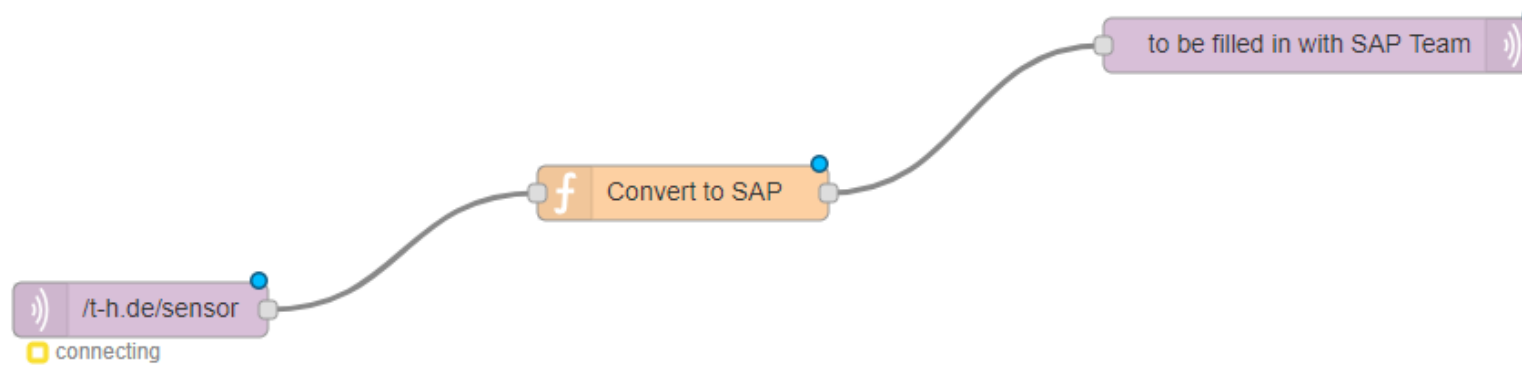 to be filled in with SAP Team
Convert to SAP
/t-h.de/sensor
connecting